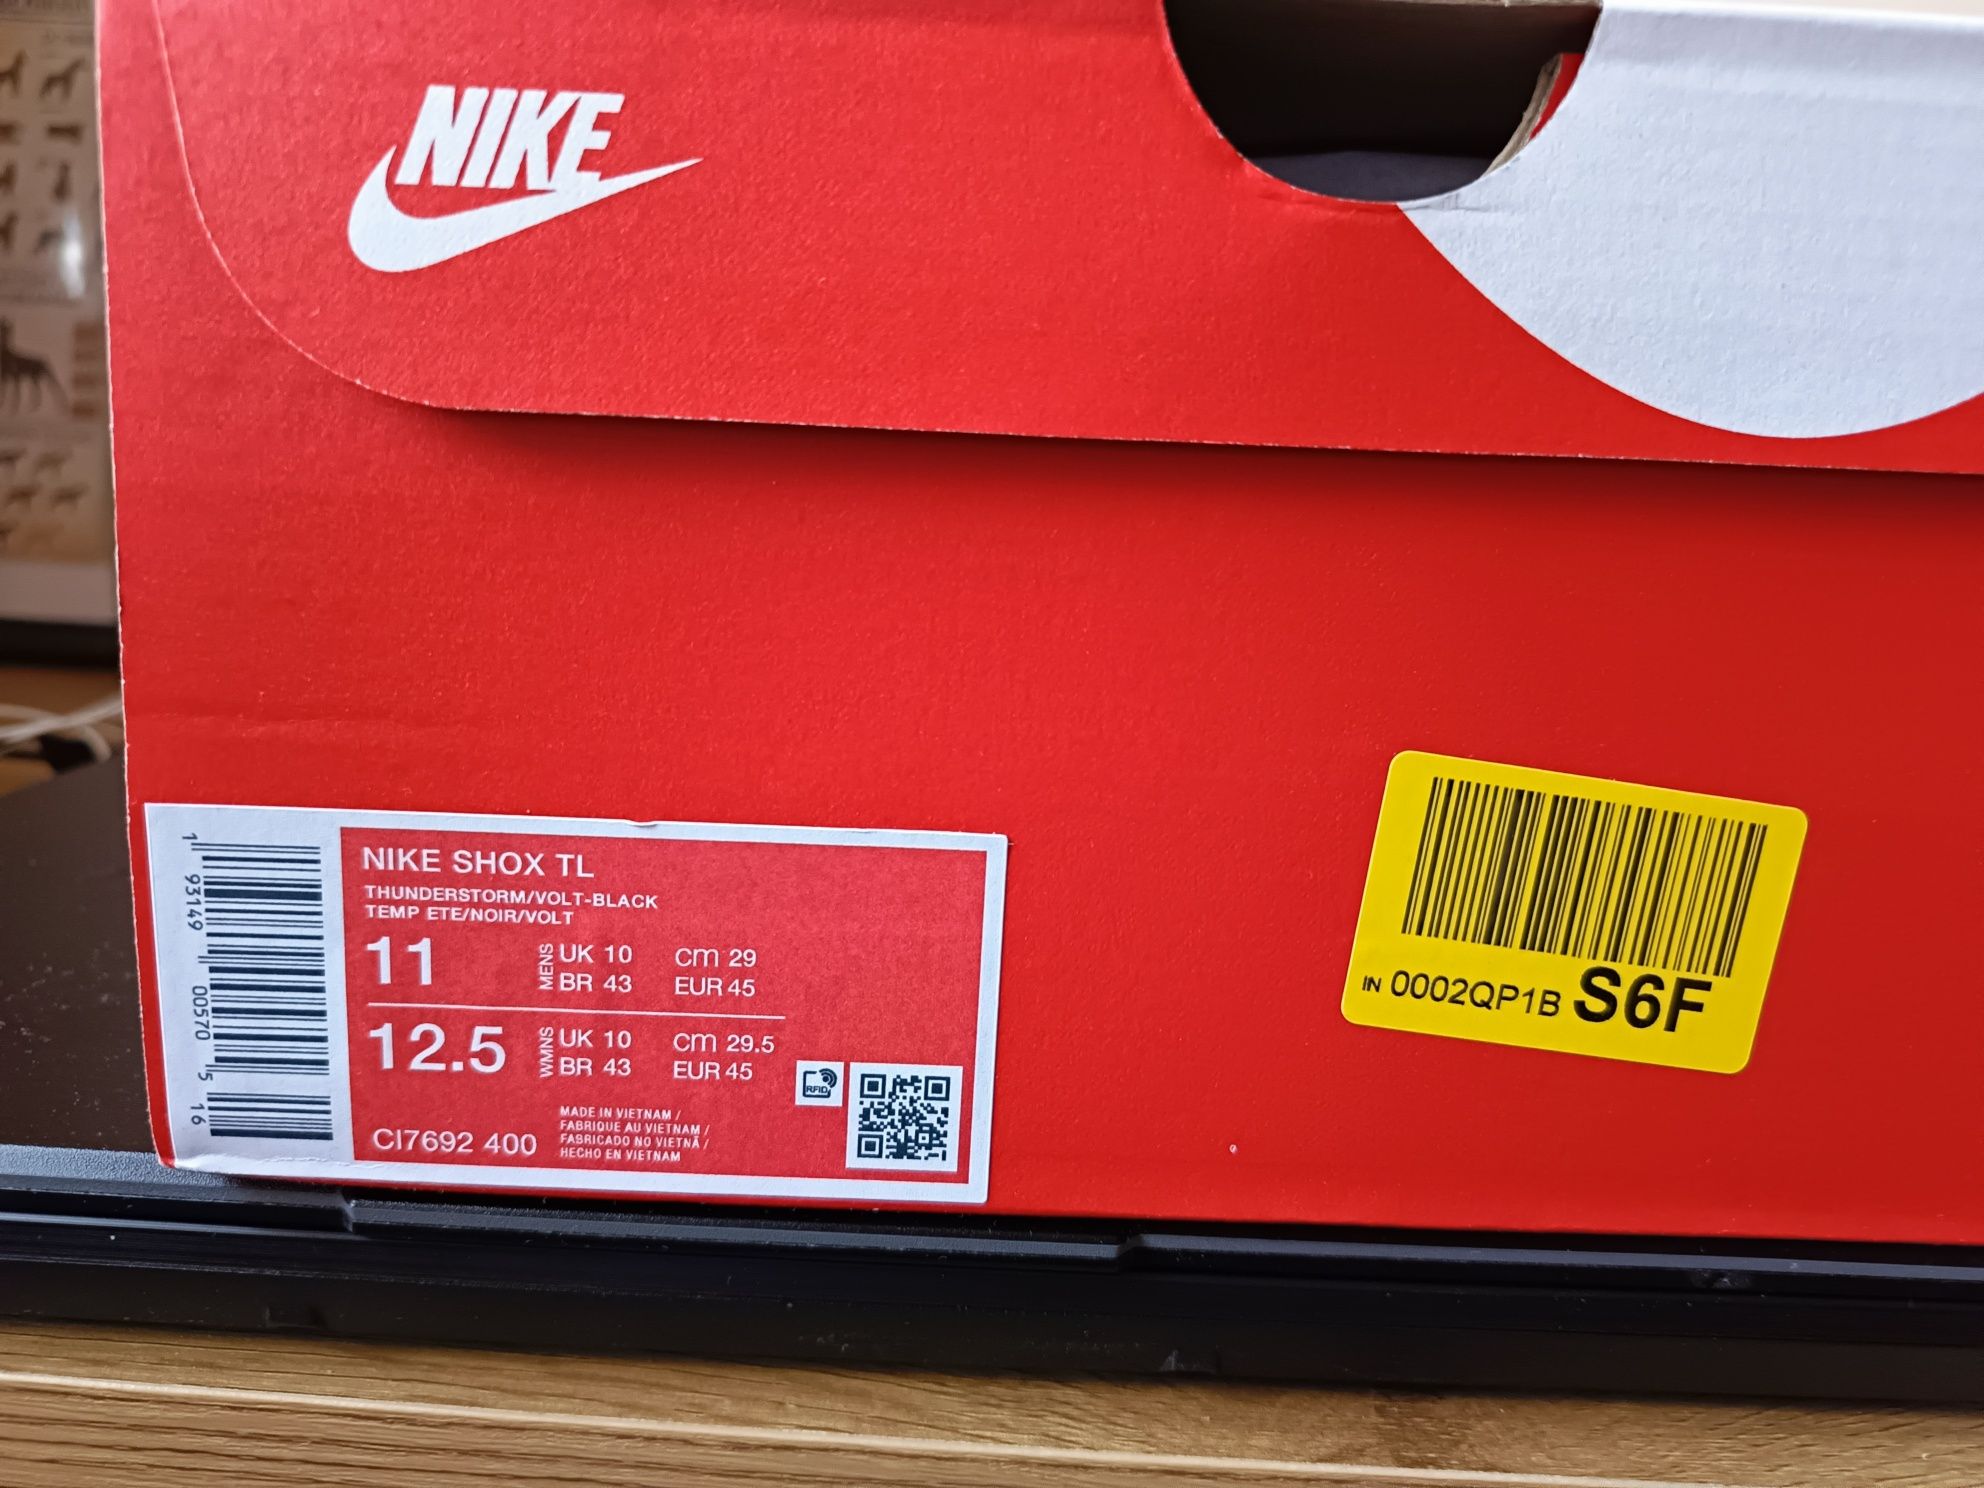 NIKE
NIKE SHOX TL
THUNDERSTORM/VOLT-BLACK
TEMP ETE/NOIR/VOLT
11 MENS UK 10 CM 29
BR 43 EUR 45
12.5 WMNS UK 10 CM 29.5
BR 43 EUR 45
CI7692 400
MADE IN VIETNAM /
FABRIQUE AU VIETNAM /
FABRICADO NO VIETNÃ /
HECHO EN VIETNAM
RFID
1 93149 00570 5 16
IN 0002QP1B S6F